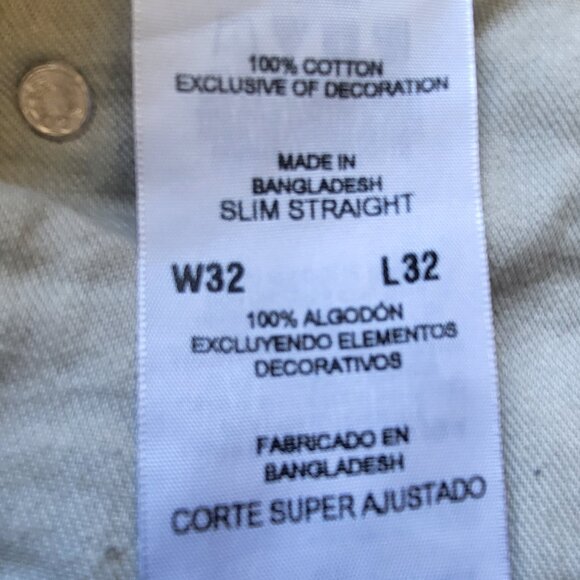 100% COTTON
EXCLUSIVE OF DECORATION
MADE IN
BANGLADESH
SLIM STRAIGHT
W32 L32
100% ALGODÓN
EXCLUYENDO ELEMENTOS
DECORATIVOS
FABRICADO EN
BANGLADESH
CORTE SUPER AJUSTADO